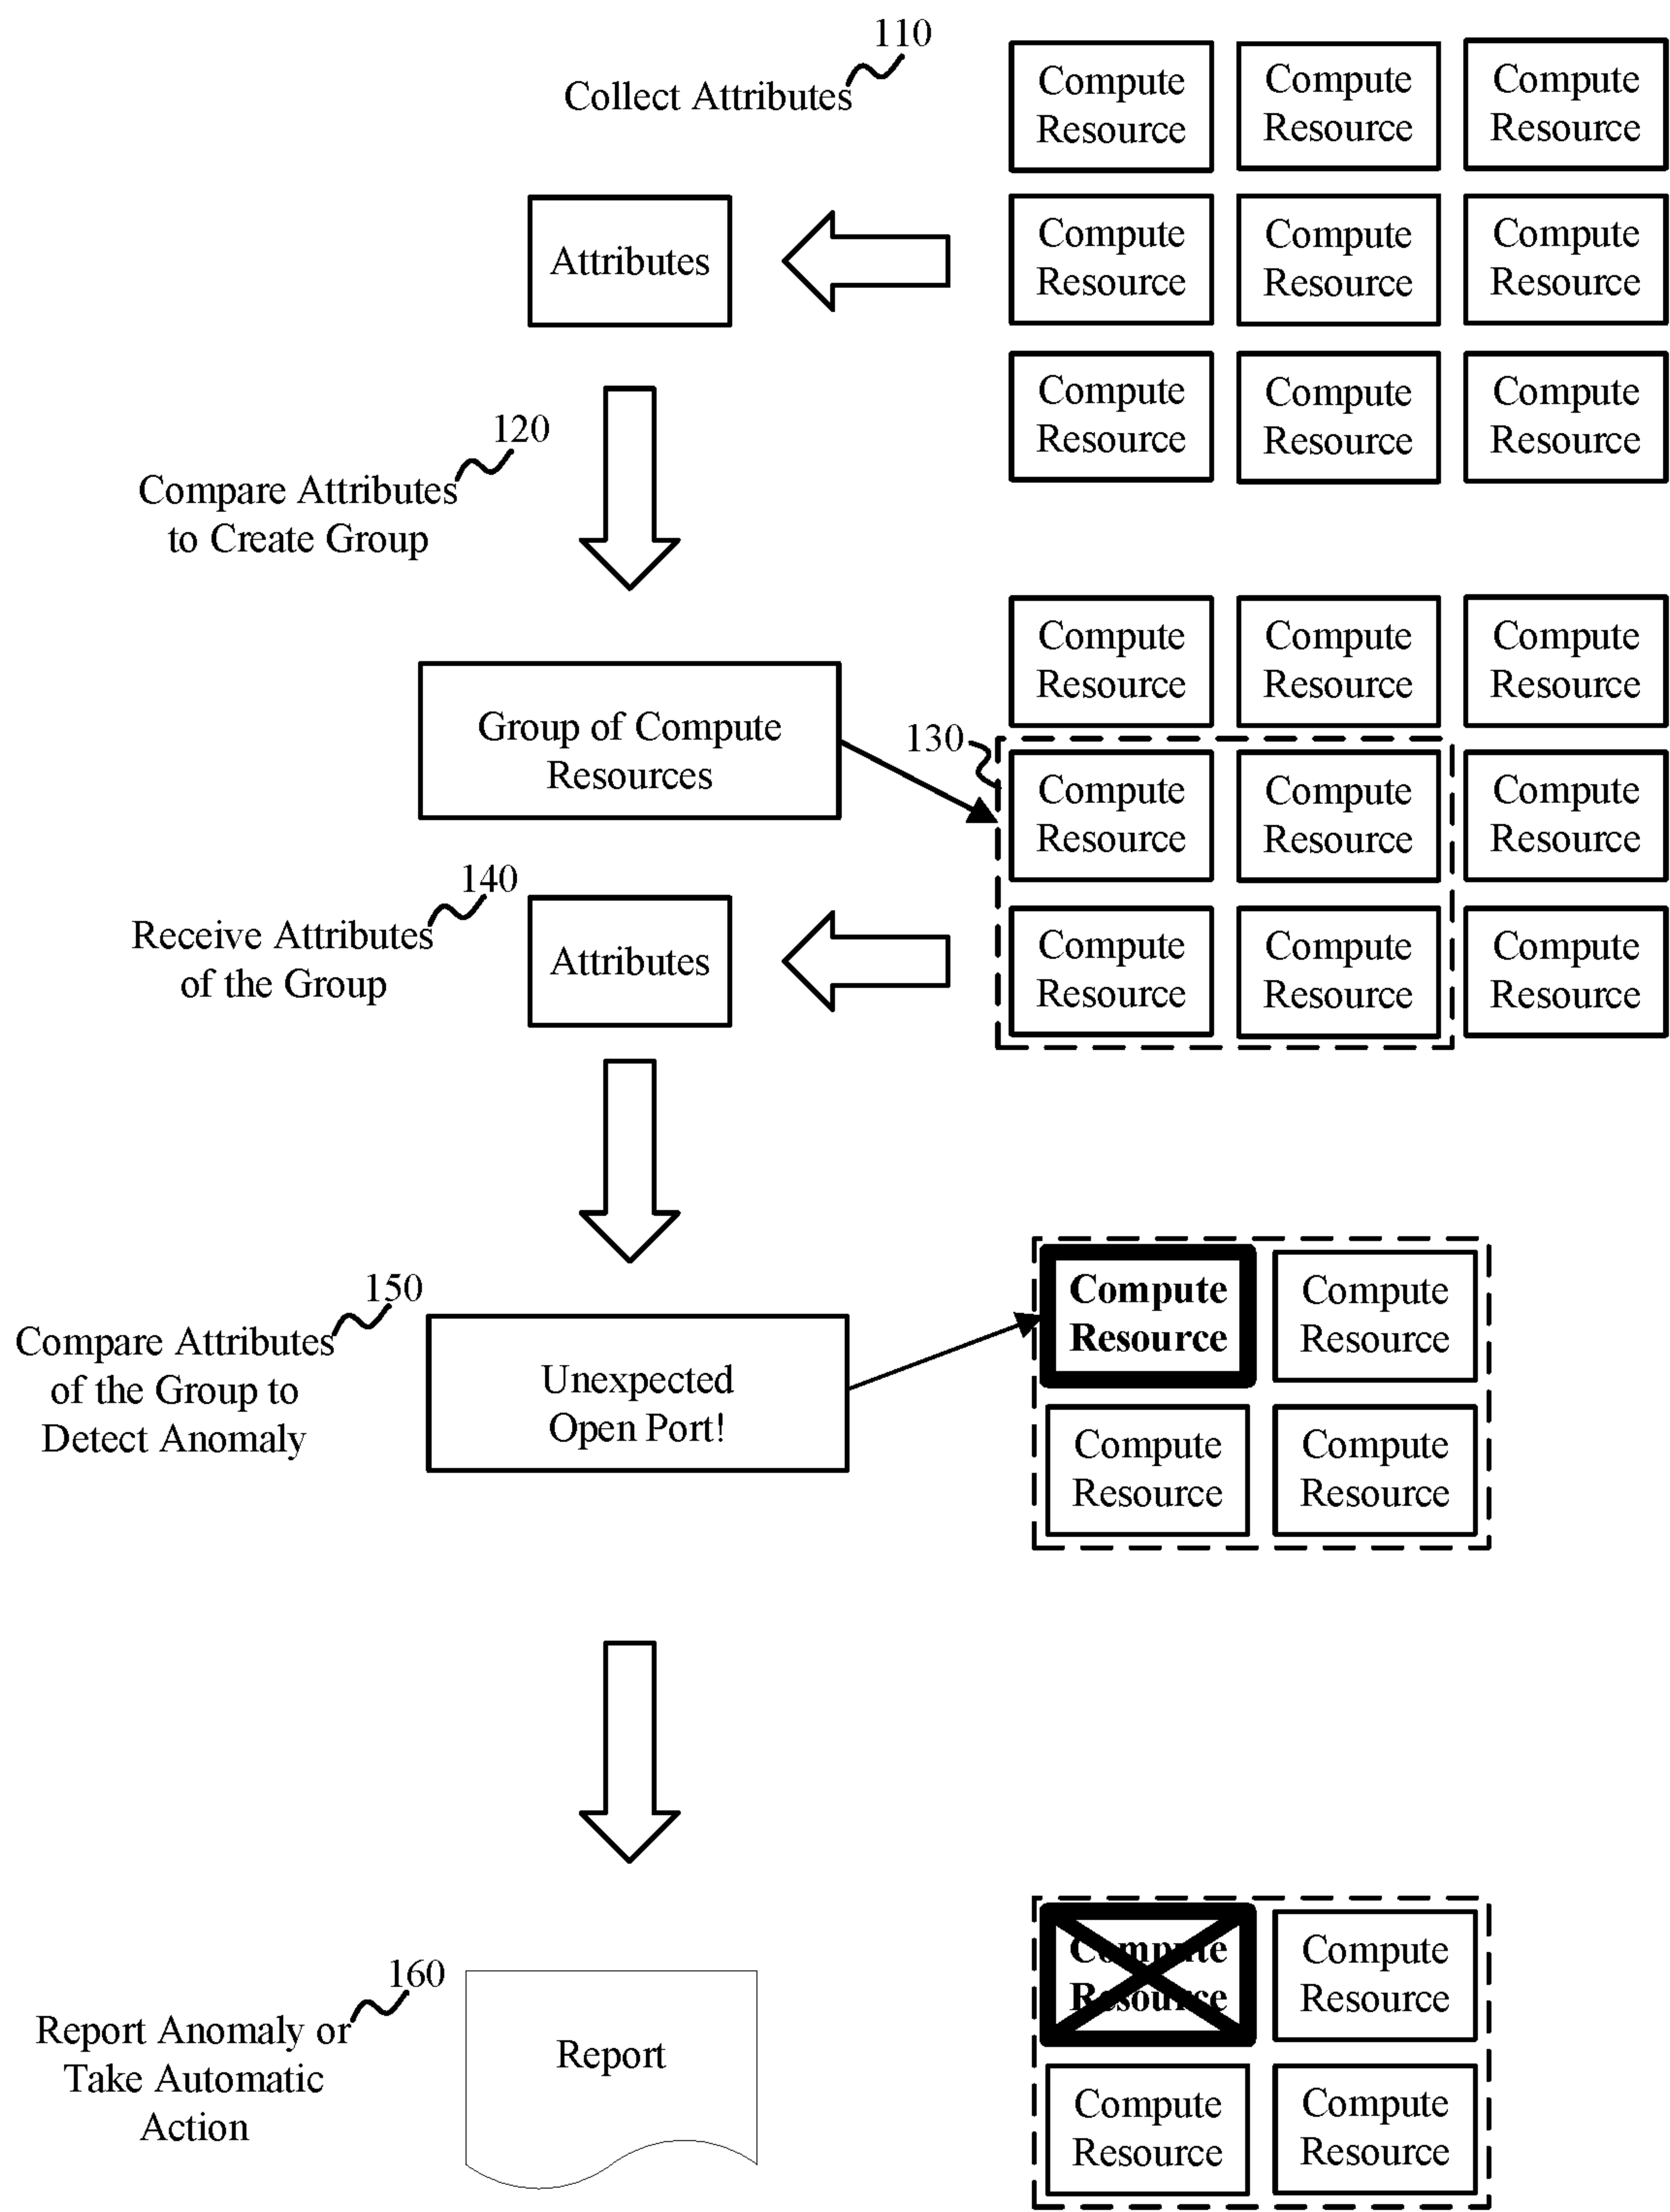 110
Collect Attributes
Compute
Resource
Compute
Resource
Compute
Resource
Attributes
Compute
Resource
Compute
Resource
Compute
Resource
Compute
Resource
Compute
Resource
Compute
Resource
120
Compare Attributes
to Create Group
Compute
Resource
Compute
Resource
Compute
Resource
Group of Compute
Resources
130
Compute
Resource
Compute
Resource
Compute
Resource
140
Receive Attributes
of the Group
Attributes
Compute
Resource
Compute
Resource
Compute
Resource
150
Compare Attributes
of the Group to
Detect Anomaly
Unexpected
Open Port!
Compute
Resource
Compute
Resource
Compute
Resource
Compute
Resource
160
Report Anomaly or
Take Automatic
Action
Report
Compute
Resource
Compute
Resource
Compute
Resource
Compute
Resource